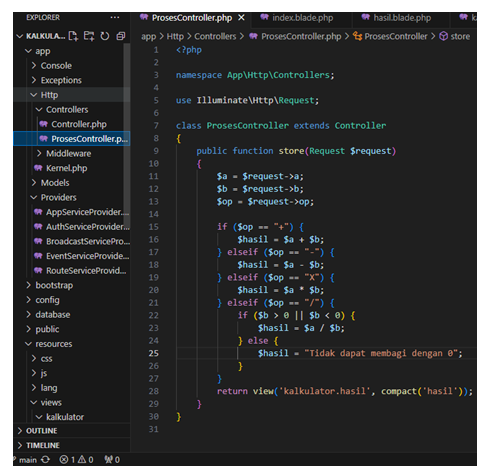 EXPLORER ...
KALKULA...
app
Console
Exceptions
Http
Controllers
Controller.php
ProsesController.p...
Middleware
Kernel.php
Models
Providers
AppServiceProvider....
AuthServiceProvider...
BroadcastServicePro...
EventServiceProvide...
RouteServiceProvid...
bootstrap
config
database
public
resources
css
js
lang
views
kalkulator
OUTLINE
TIMELINE
ProsesController.php × index.blade.php hasil.blade.php
app > Http > Controllers > ProsesController.php > ProsesController > store
1 <?php
2
3 namespace App\Http\Controllers;
4
5 use Illuminate\Http\Request;
6
7 class ProsesController extends Controller
8 {
9 public function store(Request $request)
10 {
11 $a = $request->a;
12 $b = $request->b;
13 $op = $request->op;
14
15 if ($op == "+") {
16 $hasil = $a + $b;
17 } elseif ($op == "-") {
18 $hasil = $a - $b;
19 } elseif ($op == "X") {
20 $hasil = $a * $b;
21 } elseif ($op == "/") {
22 if ($b > 0 || $b < 0) {
23 $hasil = $a / $b;
24 } else {
25 $hasil = "Tidak dapat membagi dengan 0";
26 }
27 }
28 return view('kalkulator.hasil', compact('hasil'));
29 }
30 }
31
main 1 0 0